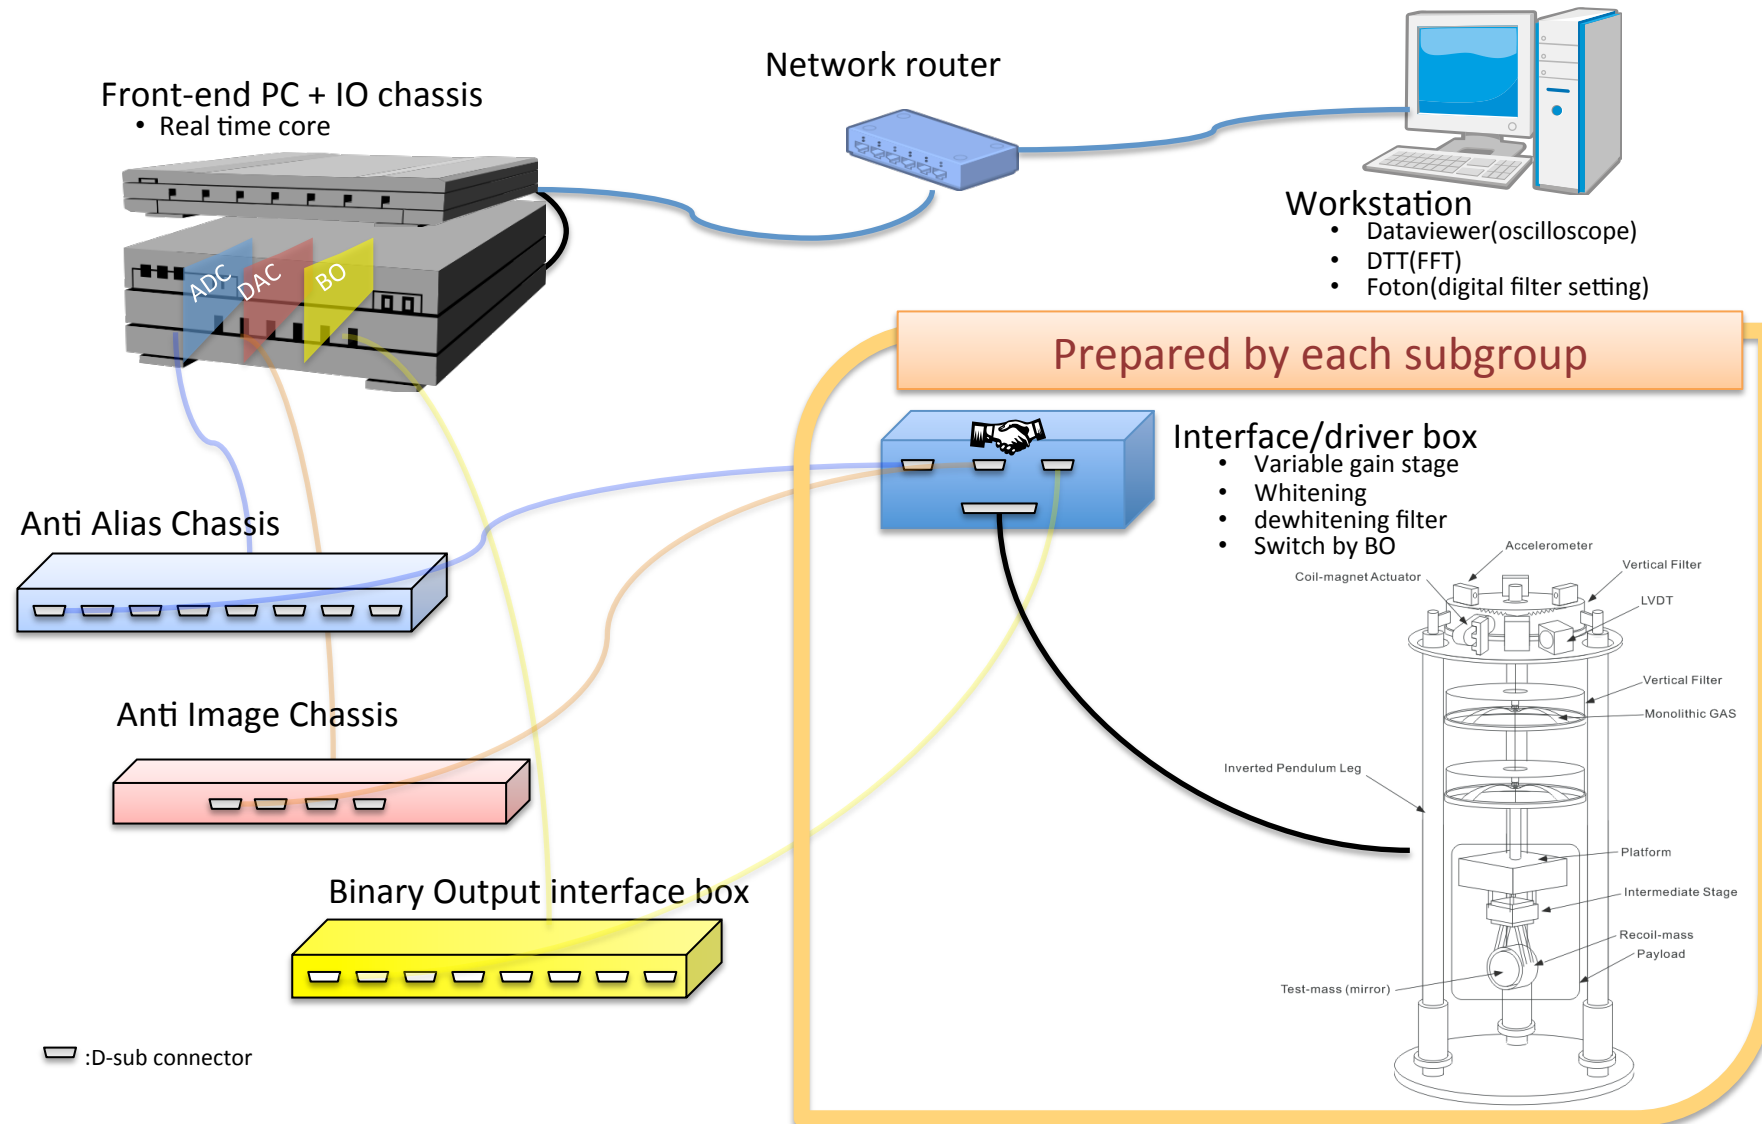 Network router
Front-end PC + IO chassis
• Real time core
ADC
DAC
BO
Workstation
• Dataviewer(oscilloscope)
• DTT(FFT)
• Foton(digital filter setting)
Prepared by each subgroup
Interface/driver box
• Variable gain stage
• Whitening
• dewhitening filter
• Switch by BO
Anti Alias Chassis
Anti Image Chassis
Binary Output interface box
:D-sub connector
Accelerometer
Coil-magnet Actuator
Vertical Filter
LVDT
Vertical Filter
Monolithic GAS
Inverted Pendulum Leg
Platform
Intermediate Stage
Recoil-mass
Payload
Test-mass (mirror)